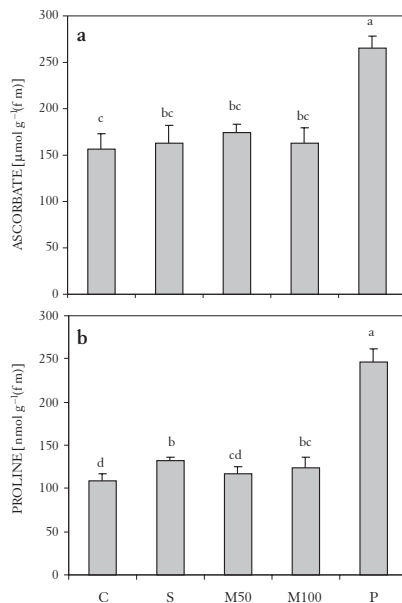 300
a
a
250
200
bc
bc
bc
c
150
100
50
0
ASCORBATE [μmol g⁻¹(f m)]
300
b
a
250
200
150
b
bc
cd
d
100
50
0
PROLINE [nmol g⁻¹(f m)]
C S M50 M100 P